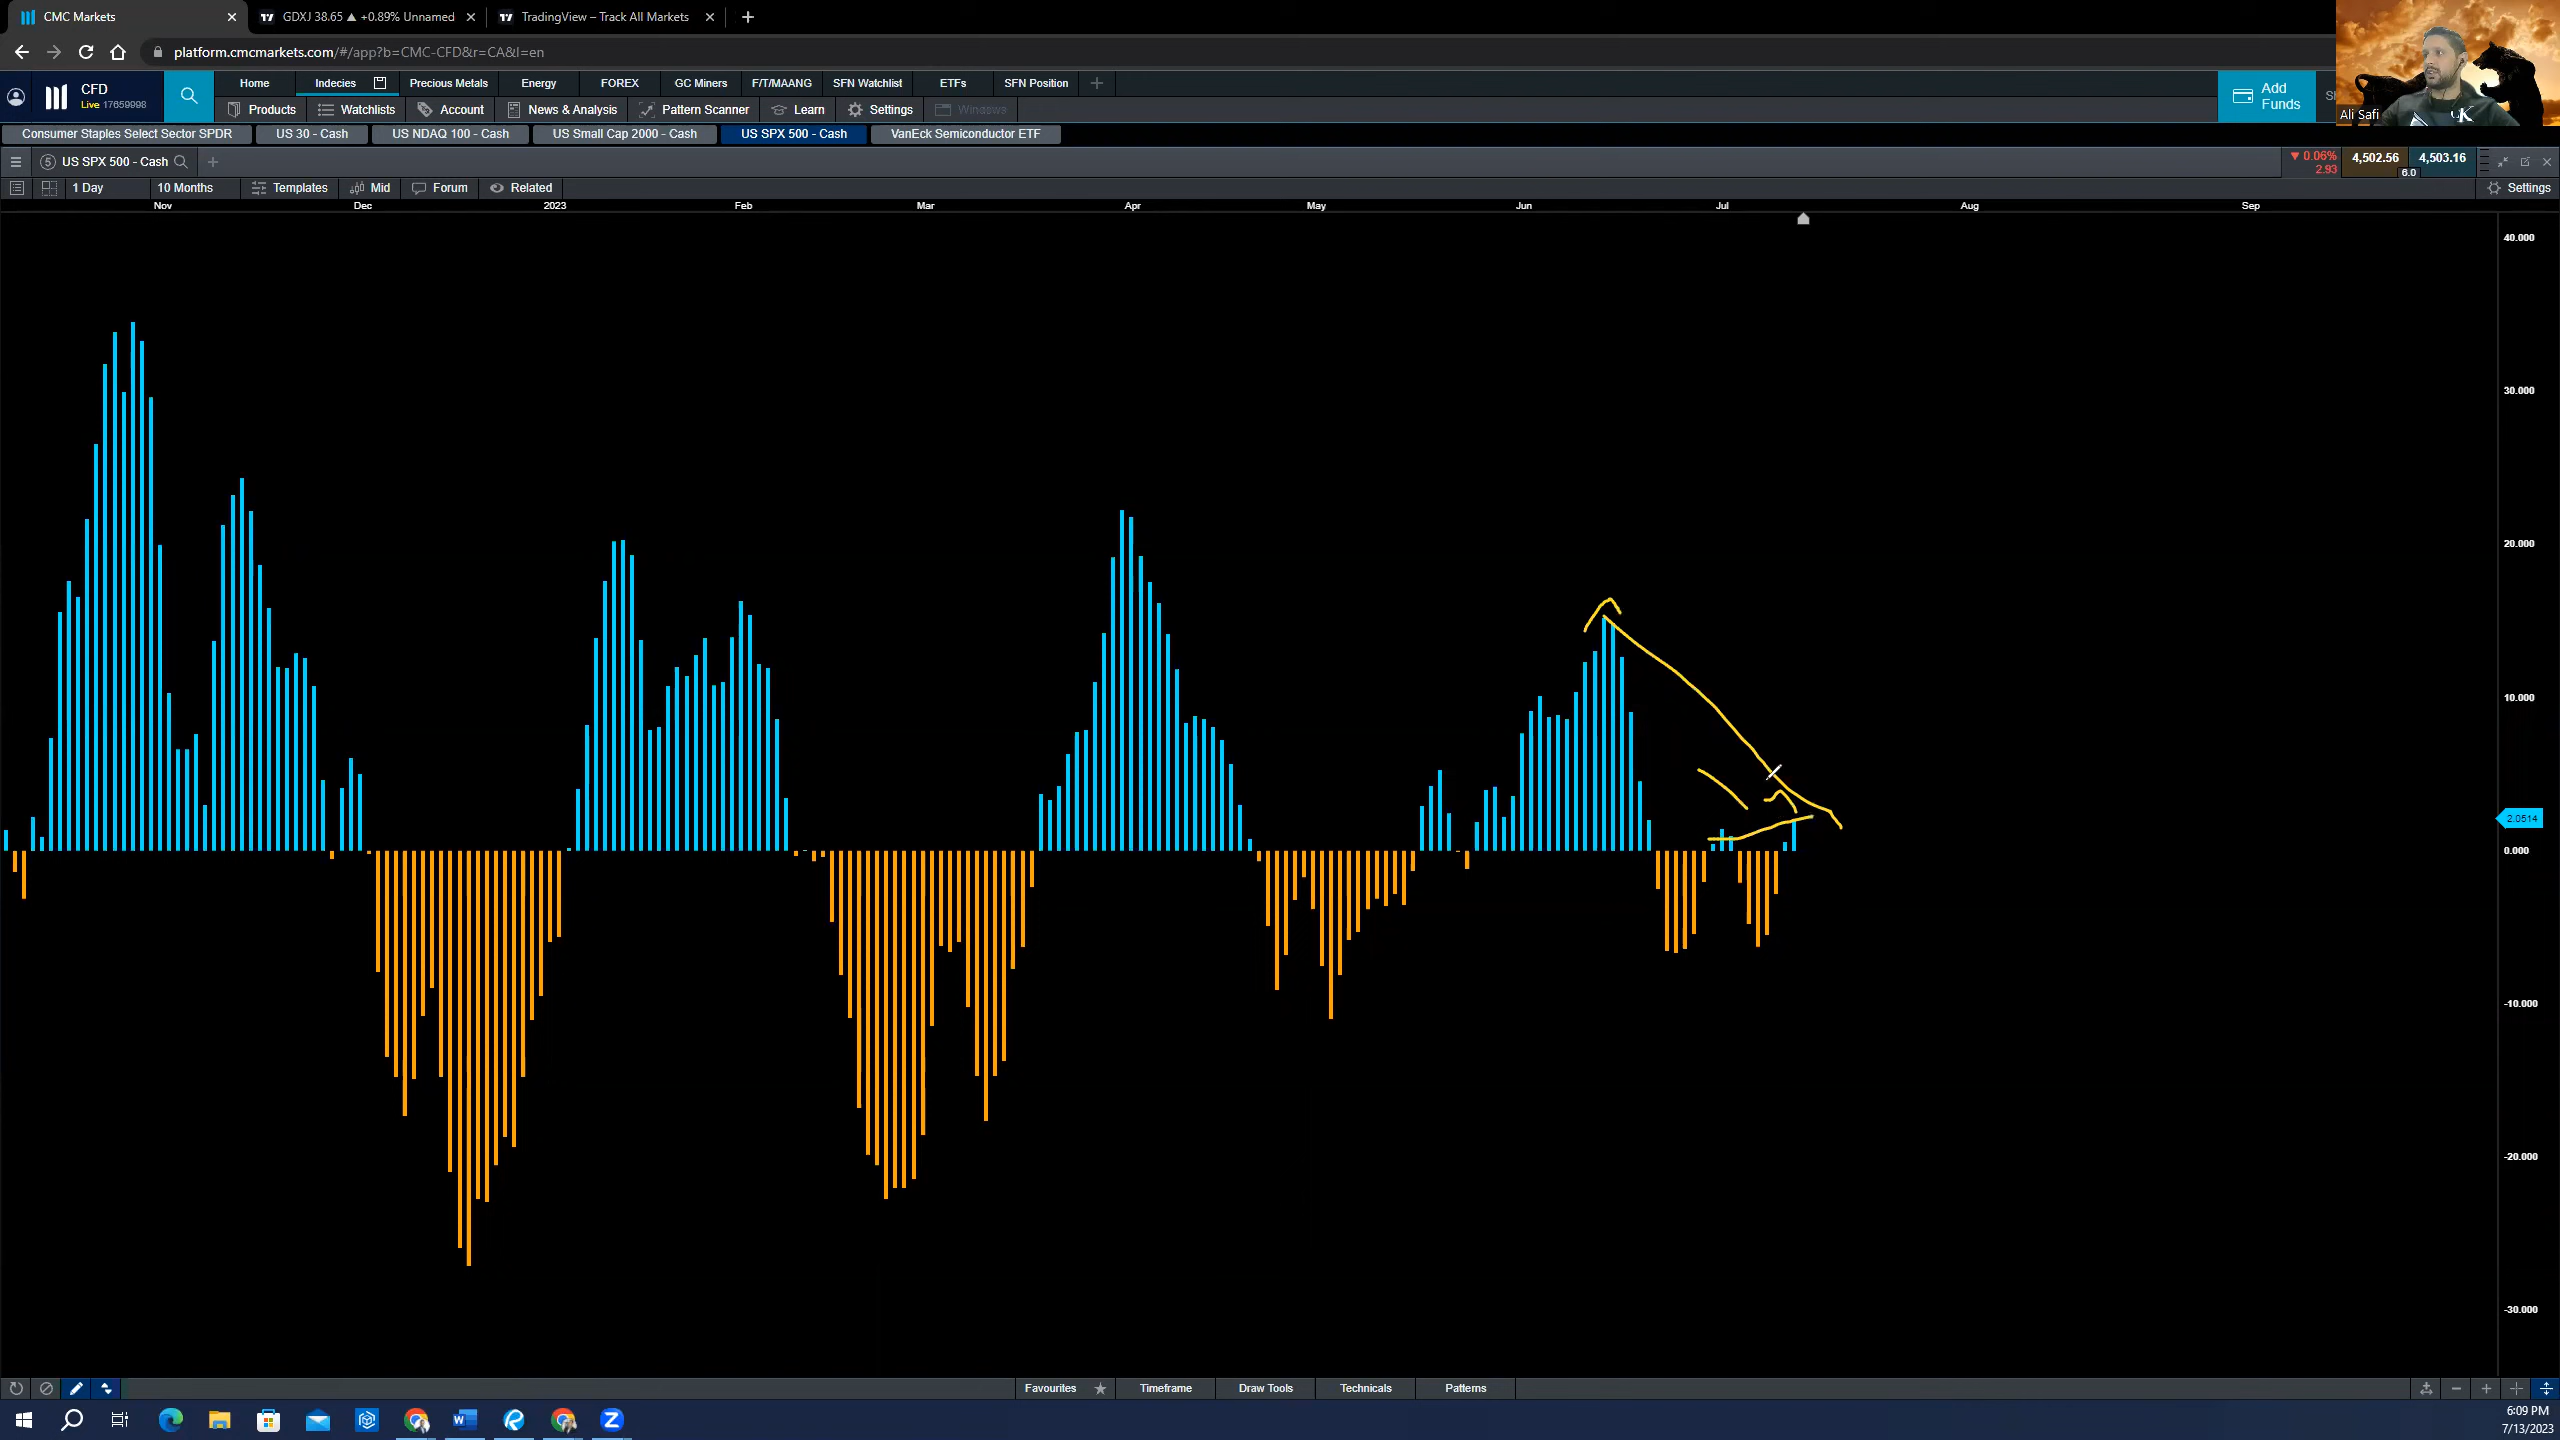 CMC Markets
GDXJ 38.65 ▲ +0.89% Unnamed
TradingView – Track All Markets
platform.cmcmarkets.com/#/app?b=CMC-CFD&r=CA&l=en
CFD
Live 17659998
Home Indecies Precious Metals Energy FOREX GC Miners F/T/MAANG SFN Watchlist ETFs SFN Position
Products Watchlists Account News & Analysis Pattern Scanner Learn Settings Windows
Add
Funds
Ali Safi
Consumer Staples Select Sector SPDR US 30 - Cash US NDAQ 100 - Cash US Small Cap 2000 - Cash US SPX 500 - Cash VanEck Semiconductor ETF
5 US SPX 500 - Cash
▼ 0.06% 4,502.56 4,503.16
2.93 6.0
1 Day 10 Months Templates Mid Forum Related Settings
Nov Dec 2023 Feb Mar Apr May Jun Jul Aug Sep
40.000
30.000
20.000
10.000
2.0514
0.000
-10.000
-20.000
-30.000
Favourites Timeframe Draw Tools Technicals Patterns
6:09 PM
7/13/2023